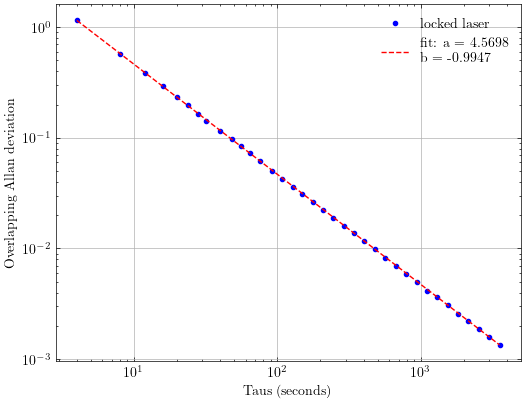 locked laser
fit: a = 4.5698
b = -0.9947
Overlapping Allan deviation
10⁰
10⁻¹
10⁻²
10⁻³
10¹
10²
10³
Taus (seconds)